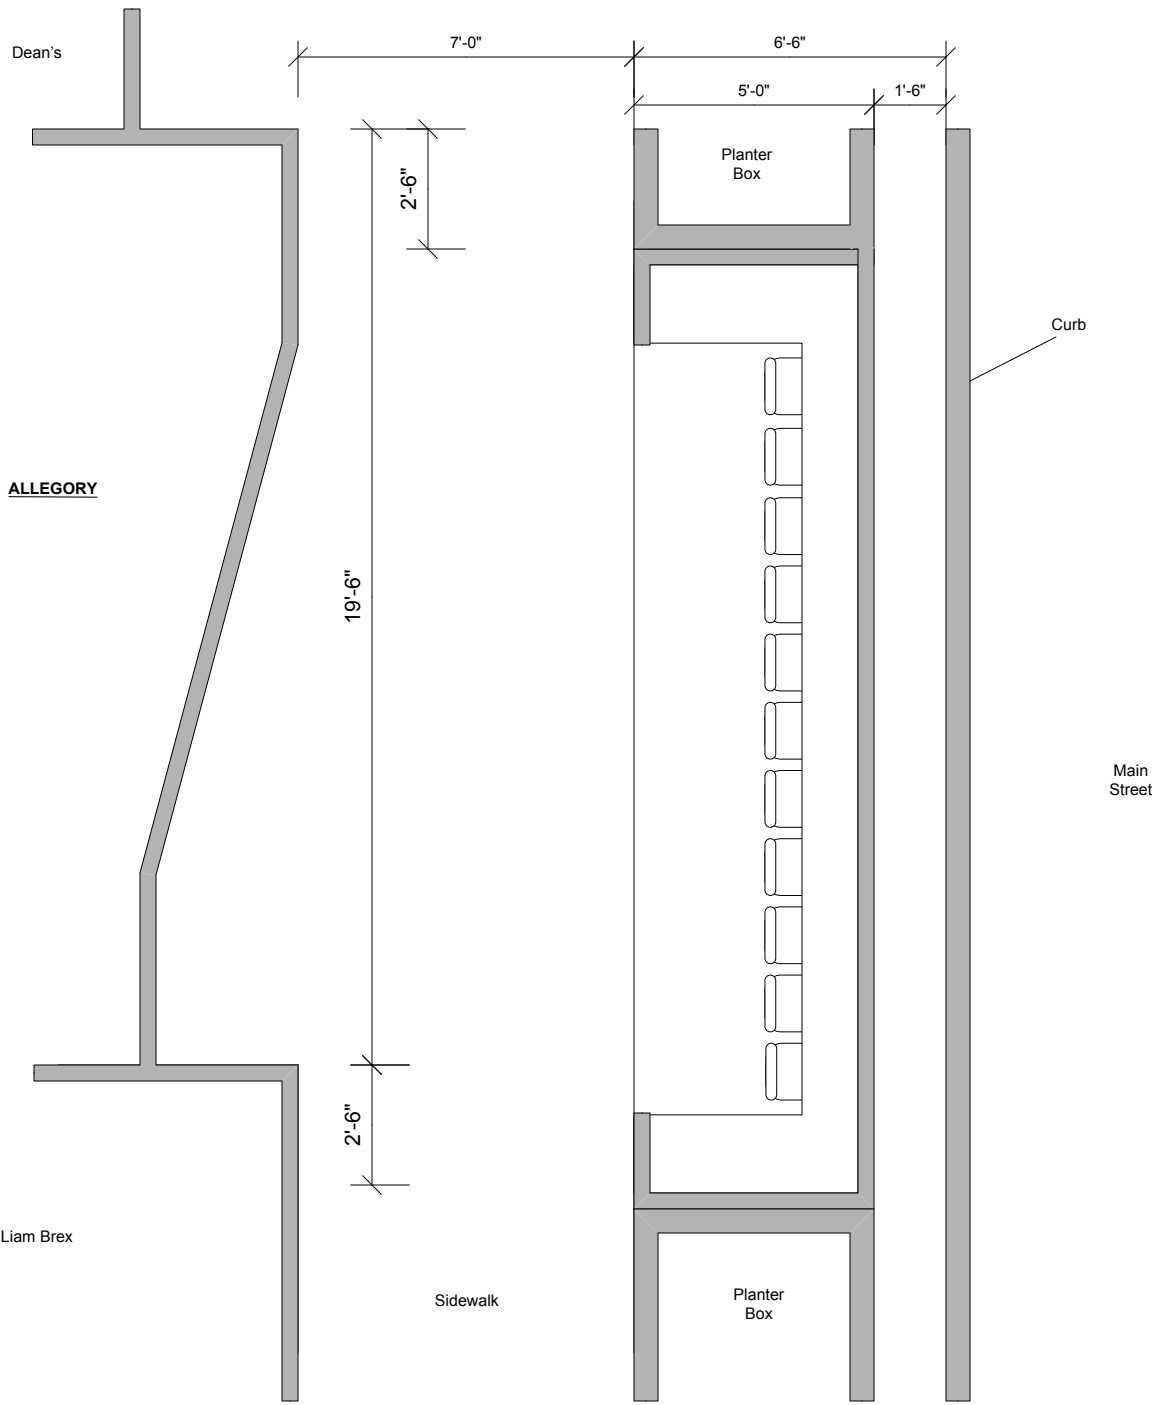 Dean's
7'-0"
6'-6"
5'-0"
1'-6"
Planter
Box
2'-6"
Curb
ALLEGORY
19'-6"
Main
Street
2'-6"
Liam Brex
Sidewalk
Planter
Box